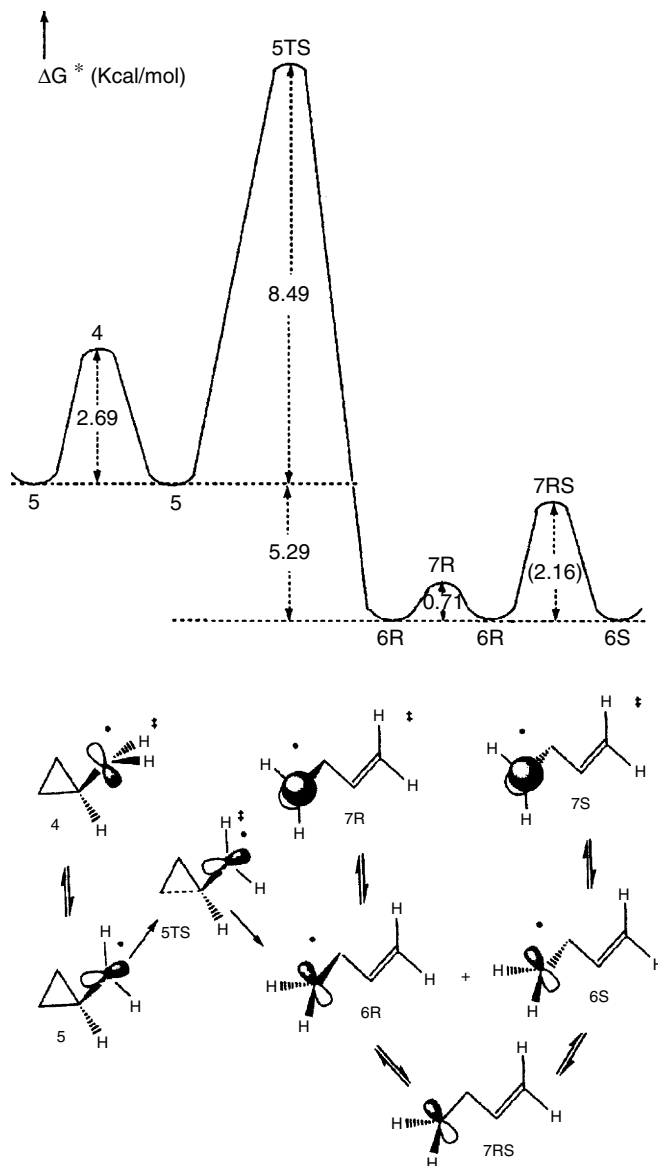 5TS
ΔG * (Kcal/mol)
8.49
4
2.69
5
5
7RS
5.29
7R
(2.16)
0.71
6R
6R
6S
H
H
‡
‡
‡
H
H
H
H
H
4
H
H
7R
H
7S
H
‡
H
H
5TS
H
H
H
H
H
5
H
H
6R
+
H
H
6S
H
H
H
H
H
7RS